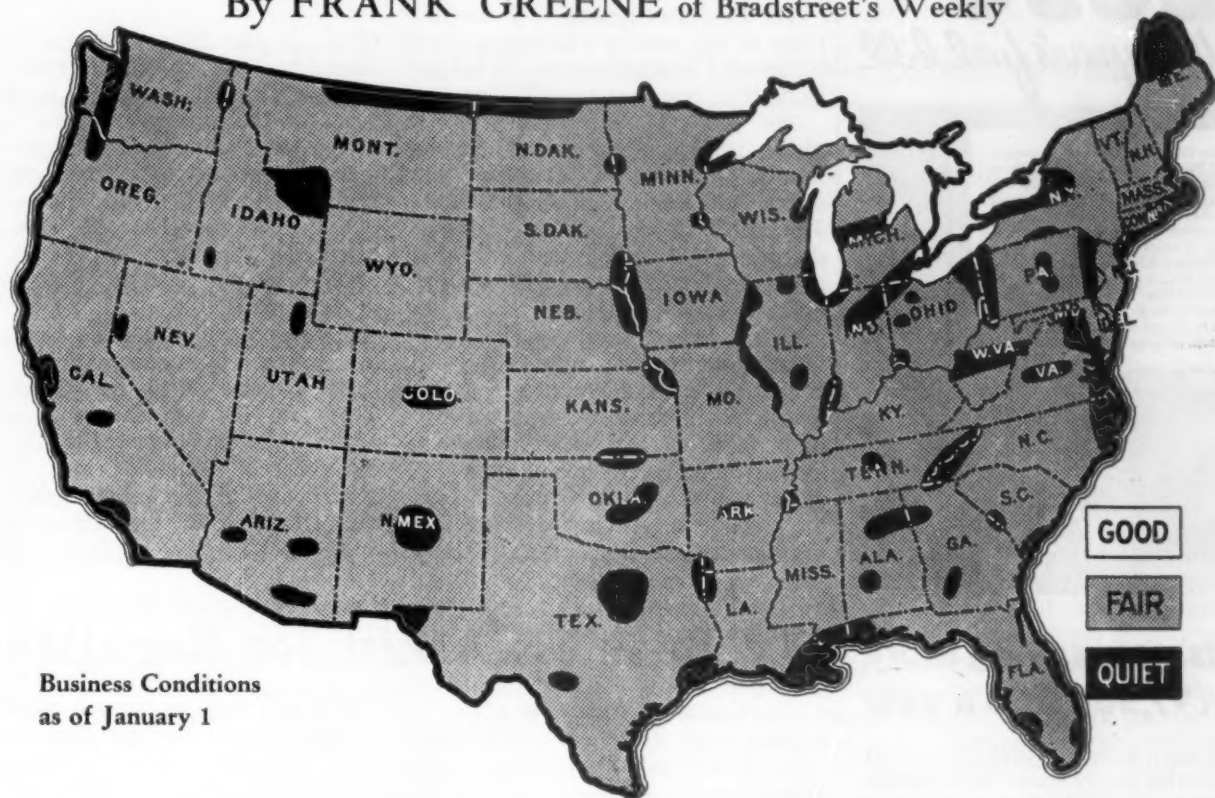 By FRANK GREENE of Bradstreet's Weekly
WASH.
MONT.
N.DAK.
MINN.
ME.
VT.
N.H.
OREG.
IDAHO
S.DAK.
WIS.
MICH.
N.Y.
MASS.
WYO.
IOWA
PA.
N.J.
NEV.
NEB.
ILL.
IND.
OHIO
MD.
DEL.
CAL.
UTAH
COLO.
KANS.
MO.
W.VA.
VA.
KY.
N.C.
TENN.
ARIZ.
N.MEX
OKLA.
ARK.
S.C.
MISS.
ALA.
GA.
TEX.
LA.
FLA.
GOOD
FAIR
QUIET
Business Conditions
as of January 1